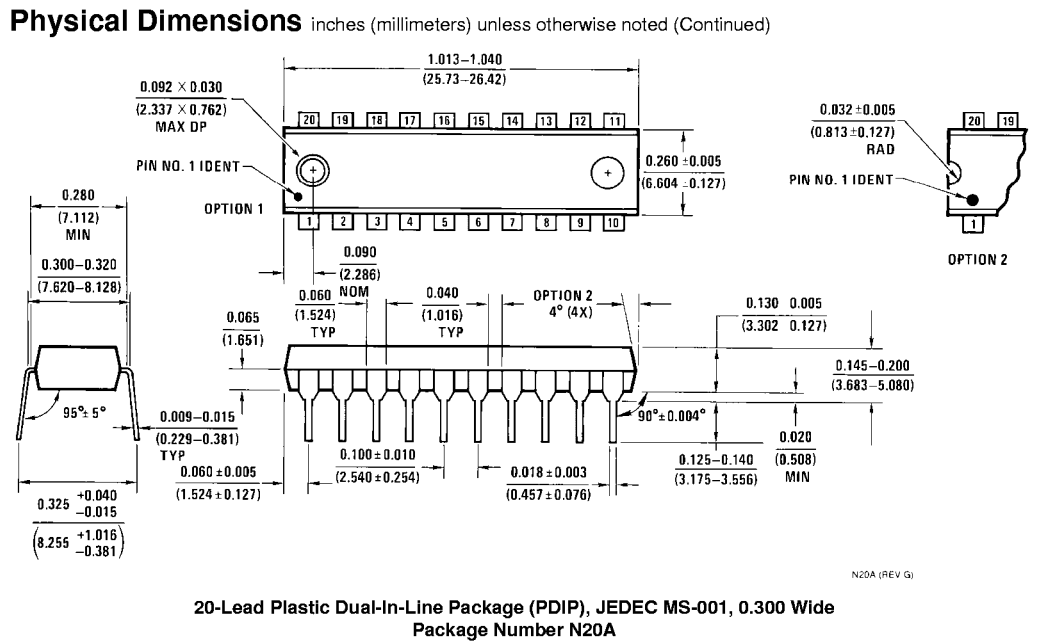 Physical Dimensions inches (millimeters) unless otherwise noted (Continued)
1.013–1.040
(25.73–26.42)
0.092 × 0.030
(2.337 × 0.762)
MAX DP
PIN NO. 1 IDENT
OPTION 1
20 19 18 17 16 15 14 13 12 11
1 2 3 4 5 6 7 8 9 10
0.260 ±0.005
(6.604 ±0.127)
0.032 ±0.005
(0.813 ±0.127)
RAD
PIN NO. 1 IDENT
20 19
1
OPTION 2
0.280
(7.112)
MIN
0.300–0.320
(7.620–8.128)
0.090
(2.286)
NOM
0.060
(1.524)
TYP
0.040
(1.016)
TYP
OPTION 2
4° (4X)
0.065
(1.651)
0.130 0.005
(3.302 0.127)
0.145–0.200
(3.683–5.080)
95°± 5°
0.009–0.015
(0.229–0.381)
TYP
90°±0.004°
0.020
(0.508)
MIN
0.125–0.140
(3.175–3.556)
0.100 ±0.010
(2.540 ±0.254)
0.018 ±0.003
(0.457 ±0.076)
0.060 ±0.005
(1.524 ±0.127)
0.325 +0.040 –0.015
(8.255 +1.016 –0.381)
N20A (REV G)
20-Lead Plastic Dual-In-Line Package (PDIP), JEDEC MS-001, 0.300 Wide
Package Number N20A